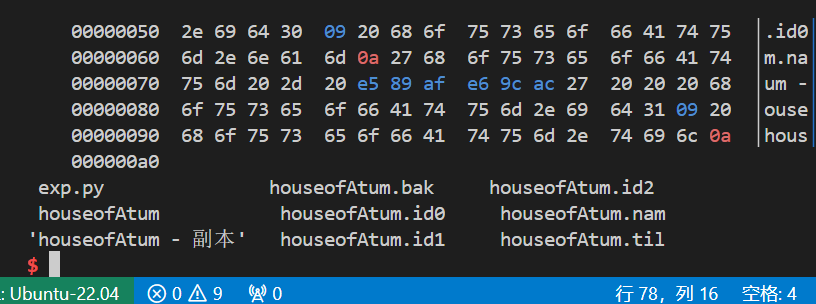 00000050 2e 69 64 30 09 20 68 6f 75 73 65 6f 66 41 74 75 │.id0
00000060 6d 2e 6e 61 6d 0a 27 68 6f 75 73 65 6f 66 41 74 │m.na
00000070 75 6d 20 2d 20 e5 89 af e6 9c ac 27 20 20 20 68 │um -
00000080 6f 75 73 65 6f 66 41 74 75 6d 2e 69 64 31 09 20 │ouse
00000090 68 6f 75 73 65 6f 66 41 74 75 6d 2e 74 69 6c 0a │hous
000000a0
exp.py houseofAtum.bak houseofAtum.id2
houseofAtum houseofAtum.id0 houseofAtum.nam
'houseofAtum - 副本' houseofAtum.id1 houseofAtum.til
$
: Ubuntu-22.04 0 9 0 行 78，列 16 空格: 4